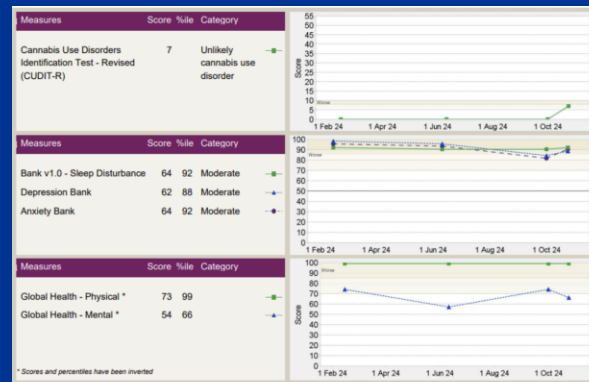 Measures Score %ile Category
Cannabis Use Disorders 7 Unlikely
Identification Test - Revised cannabis use
(CUDIT-R) disorder
55
50
45
40
35
30
25
20
15
10
5
0
Score
Worse
1 Feb 24 1 Apr 24 1 Jun 24 1 Aug 24 1 Oct 24
Measures Score %ile Category
Bank v1.0 - Sleep Disturbance 64 92 Moderate
Depression Bank 62 88 Moderate
Anxiety Bank 64 92 Moderate
100
90
80
70
60
50
40
30
20
10
0
Score
Worse
1 Feb 24 1 Apr 24 1 Jun 24 1 Aug 24 1 Oct 24
Measures Score %ile Category
Global Health - Physical * 73 99
Global Health - Mental * 54 66
* Scores and percentiles have been inverted
100
90
80
70
60
50
40
30
20
10
0
Score
Worse
1 Feb 24 1 Apr 24 1 Jun 24 1 Aug 24 1 Oct 24